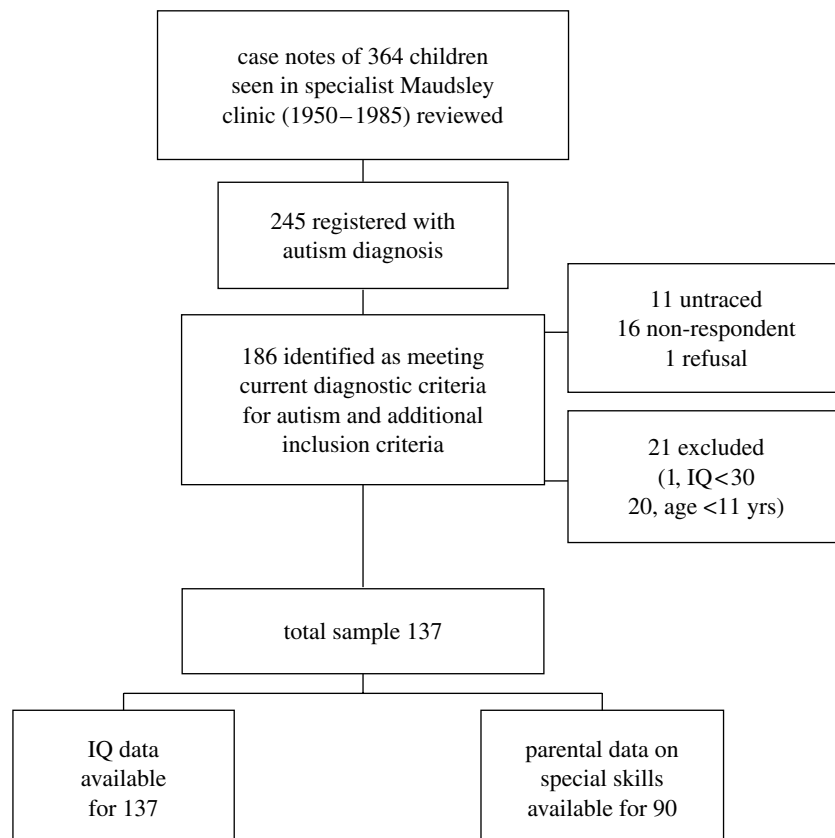 case notes of 364 children
seen in specialist Maudsley
clinic (1950–1985) reviewed
245 registered with
autism diagnosis
11 untraced
16 non-respondent
1 refusal
186 identified as meeting
current diagnostic criteria
for autism and additional
inclusion criteria
21 excluded
(1, IQ<30
20, age <11 yrs)
total sample 137
IQ data
available
for 137
parental data on
special skills
available for 90